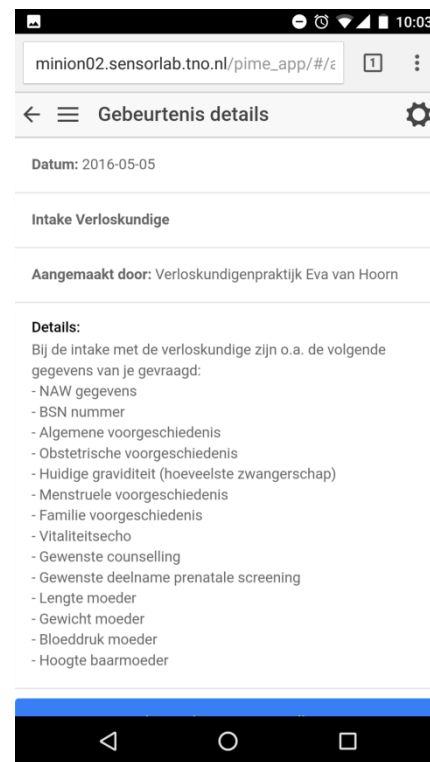 10:03
minion02.sensorlab.tno.nl/pime_app/#/a
1
Gebeurtenis details
Datum: 2016-05-05
Intake Verloskundige
Aangemaakt door: Verloskundigenpraktijk Eva van Hoorn
Details:
Bij de intake met de verloskundige zijn o.a. de volgende
gegevens van je gevraagd:
- NAW gegevens
- BSN nummer
- Algemene voorgeschiedenis
- Obstetrische voorgeschiedenis
- Huidige graviditeit (hoeveelste zwangerschap)
- Menstruele voorgeschiedenis
- Familie voorgeschiedenis
- Vitaliteitsecho
- Gewenste counselling
- Gewenste deelname prenatale screening
- Lengte moeder
- Gewicht moeder
- Bloeddruk moeder
- Hoogte baarmoeder